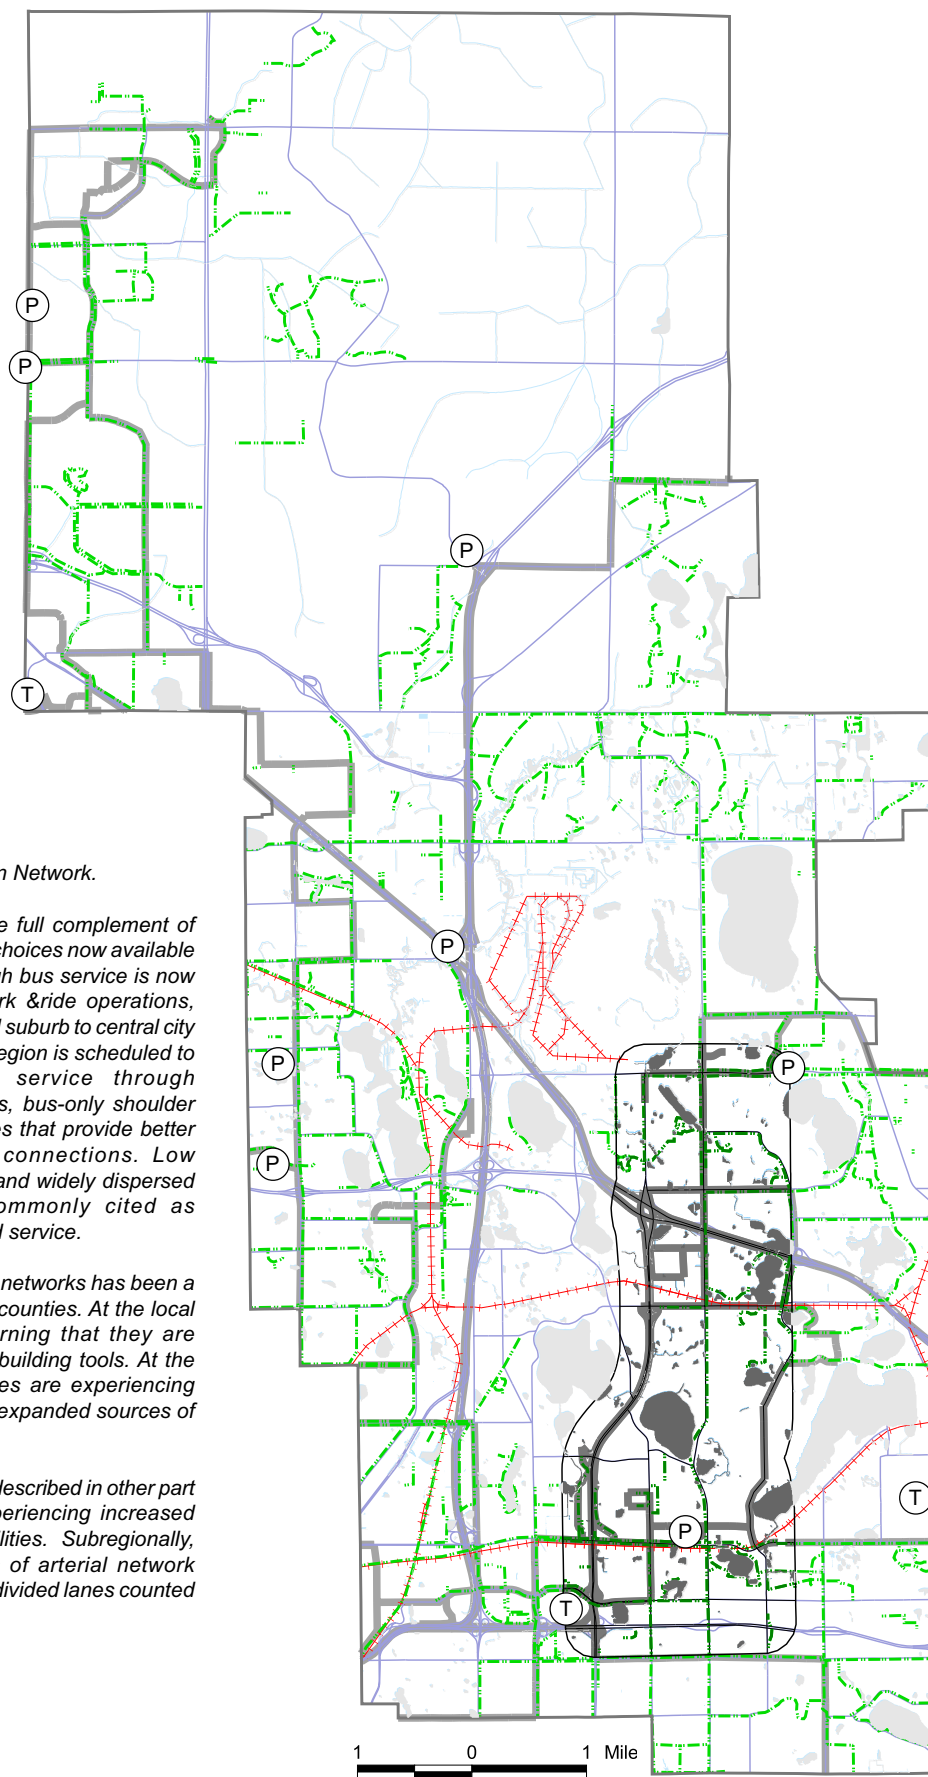 P
P
P
T
n Network.
e full complement of
choices now available
gh bus service is now
rk &ride operations,
d suburb to central city
region is scheduled to
service through
s, bus-only shoulder
es that provide better
connections. Low
and widely dispersed
ommonly cited as
d service.
networks has been a
counties. At the local
rning that they are
building tools. At the
es are experiencing
expanded sources of
described in other part
periencing increased
ilities. Subregionally,
of arterial network
divided lanes counted
P
P
P
P
T
P
T
1 0 1 Mile